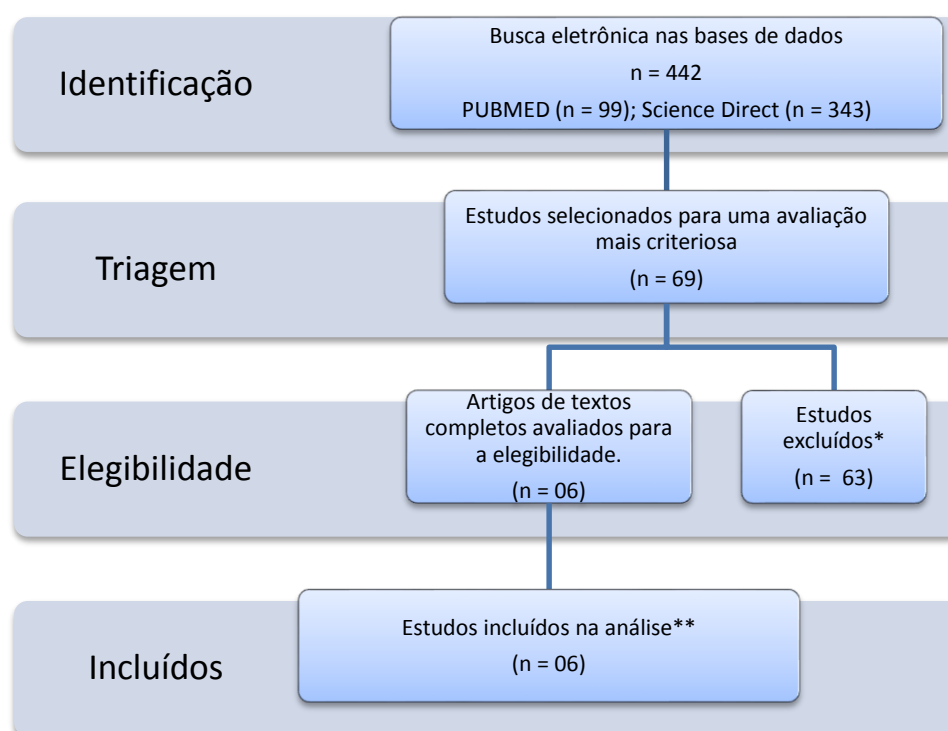 Identificação
Busca eletrônica nas bases de dados
n = 442
PUBMED (n = 99); Science Direct (n = 343)
Triagem
Estudos selecionados para uma avaliação
mais criteriosa
(n = 69)
Elegibilidade
Artigos de textos
completos avaliados para
a elegibilidade.
(n = 06)
Estudos
excluídos*
(n = 63)
Incluídos
Estudos incluídos na análise**
(n = 06)